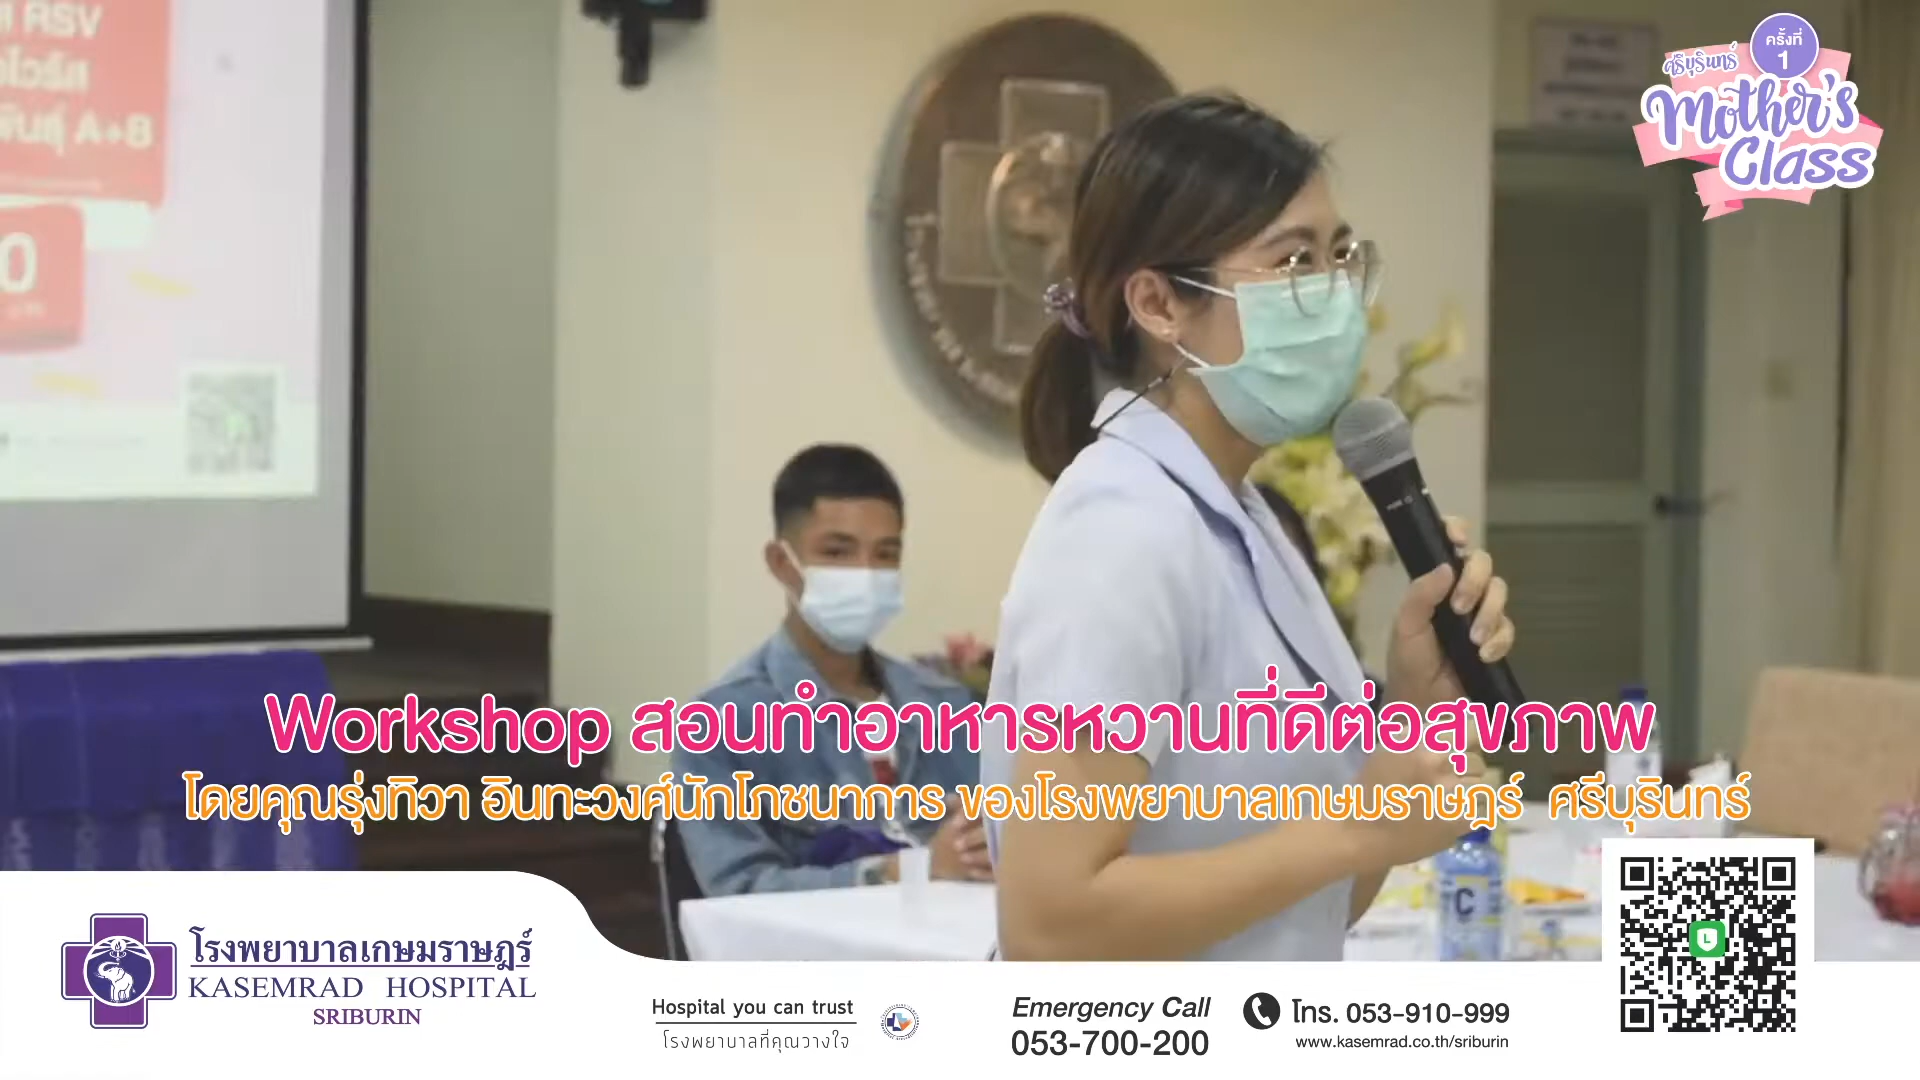 RSV
A+B
0
ศรีบุรินทร์
ครั้งที่
1
Mother's
Class
Workshop สอนทำอาหารหวานที่ดีต่อสุขภาพ
โดยคุณรุ่งทิวา อินทะวงศ์นักโภชนาการ ของโรงพยาบาลเกษมราษฎร์ ศรีบุรินทร์
C
โรงพยาบาลเกษมราษฎร์
KASEMRAD HOSPITAL
SRIBURIN
Hospital you can trust
โรงพยาบาลที่คุณวางใจ
Emergency Call
053-700-200
โทร. 053-910-999
www.kasemrad.co.th/sriburin
L